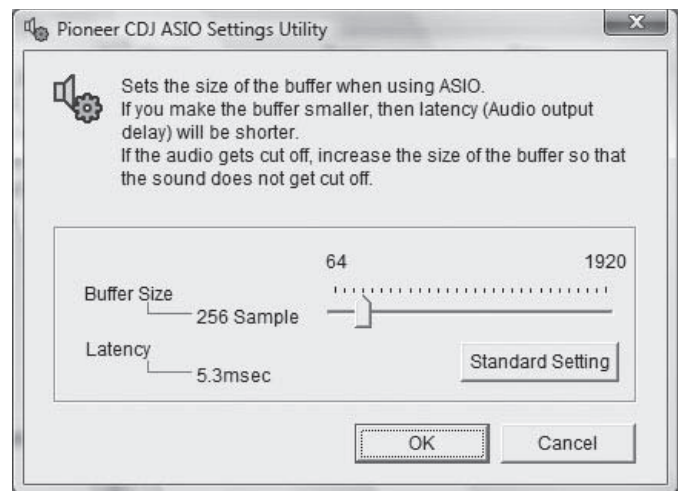 Pioneer CDJ ASIO Settings Utility
Sets the size of the buffer when using ASIO.
If you make the buffer smaller, then latency (Audio output
delay) will be shorter.
If the audio gets cut off, increase the size of the buffer so that
the sound does not get cut off.
64 1920
Buffer Size
256 Sample
Latency
5.3msec
Standard Setting
OK Cancel